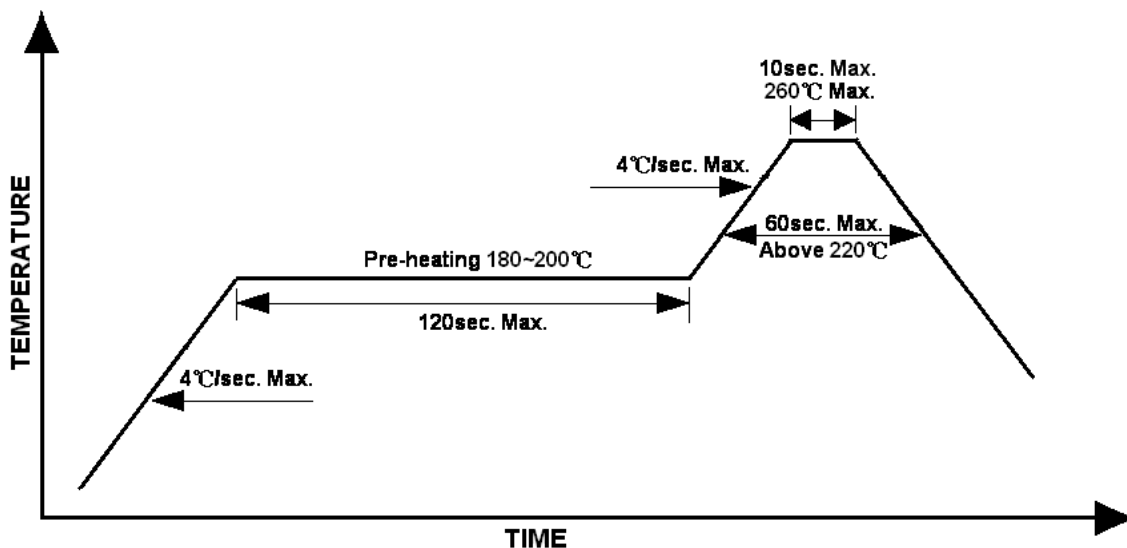 TEMPERATURE
10sec. Max.
260℃ Max.
4℃/sec. Max.
60sec. Max.
Above 220℃
Pre-heating 180~200℃
120sec. Max.
4℃/sec. Max.
TIME